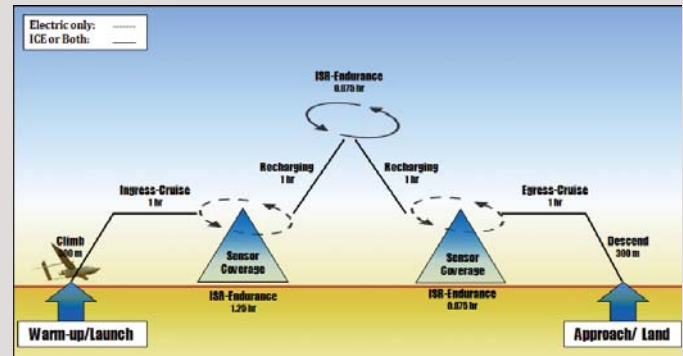 Electric only: ------
ICE or Both: ____
ISR-Endurance
0.875 hr
Recharging
1 hr
Recharging
1 hr
Ingress-Cruise
1 hr
Egress-Cruise
1 hr
Climb
300 m
Sensor
Coverage
Sensor
Coverage
Descend
300 m
ISR-Endurance
1.25 hr
ISR-Endurance
0.875 hr
Warm-up/Launch
Approach/ Land